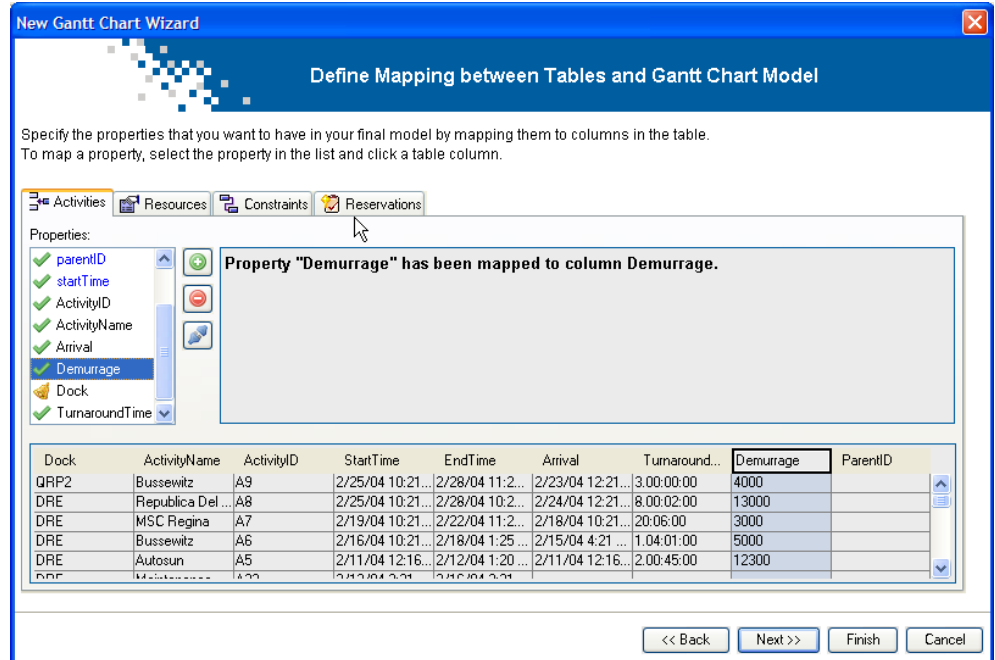 New Gantt Chart Wizard
Define Mapping between Tables and Gantt Chart Model
Specify the properties that you want to have in your final model by mapping them to columns in the table.
To map a property, select the property in the list and click a table column.
Activities Resources Constraints Reservations
Properties:
parentID
startTime
ActivityID
ActivityName
Arrival
Demurrage
Dock
TurnaroundTime
Property "Demurrage" has been mapped to column Demurrage.
Dock ActivityName ActivityID StartTime EndTime Arrival Turnaround... Demurrage ParentID
QRP2 Bussewitz A9 2/25/04 10:21... 2/28/04 11:2... 2/23/04 12:21... 3.00:00:00 4000
DRE Republica Del ... A8 2/25/04 10:21... 2/28/04 10:2... 2/24/04 12:21... 8.00:02:00 13000
DRE MSC Regina A7 2/19/04 10:21... 2/22/04 11:2... 2/18/04 10:21... 20:06:00 3000
DRE Bussewitz A6 2/16/04 10:21... 2/18/04 1:25 ... 2/15/04 4:21 ... 1.04:01:00 5000
DRE Autosun A5 2/11/04 12:16... 2/12/04 1:20 ... 2/11/04 12:16... 2.00:45:00 12300
DRE Maintenance
<< Back Next >> Finish Cancel